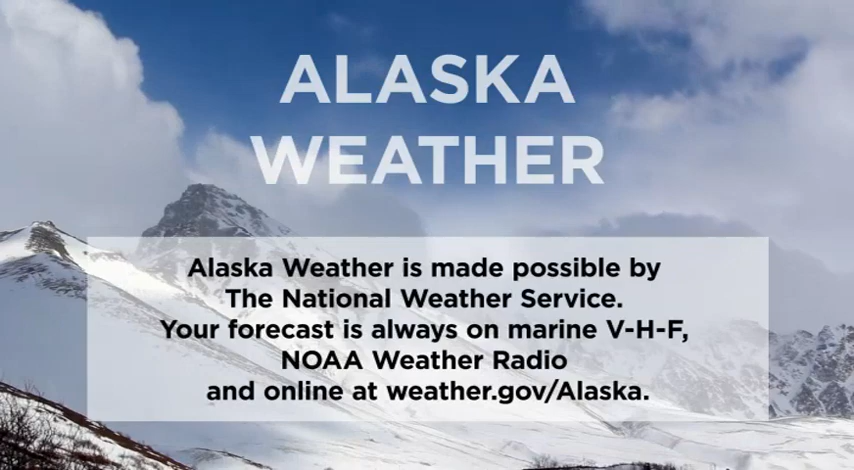 ALASKA
WEATHER
Alaska Weather is made possible by
The National Weather Service.
Your forecast is always on marine V-H-F,
NOAA Weather Radio
and online at weather.gov/Alaska.